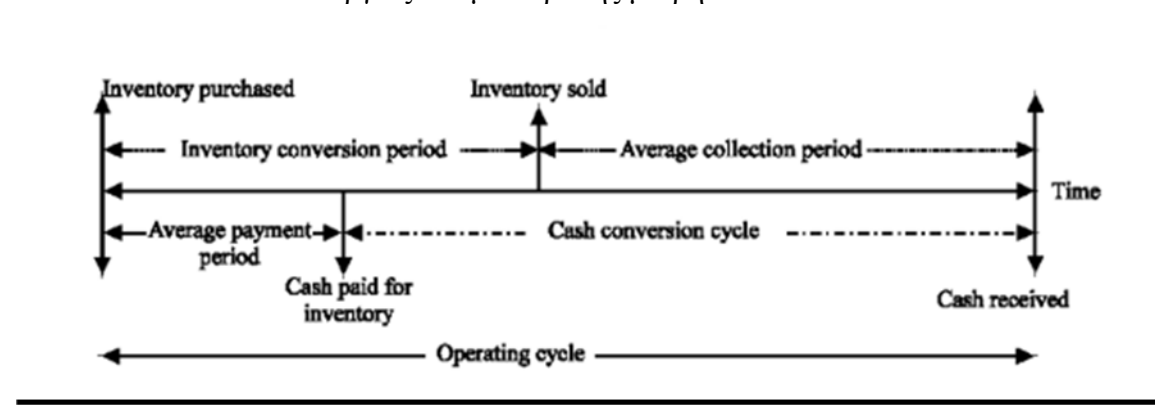 Inventory purchased
Inventory sold
Inventory conversion period
Average collection period
Time
Average payment
period
Cash conversion cycle
Cash paid for
inventory
Cash received
Operating cycle